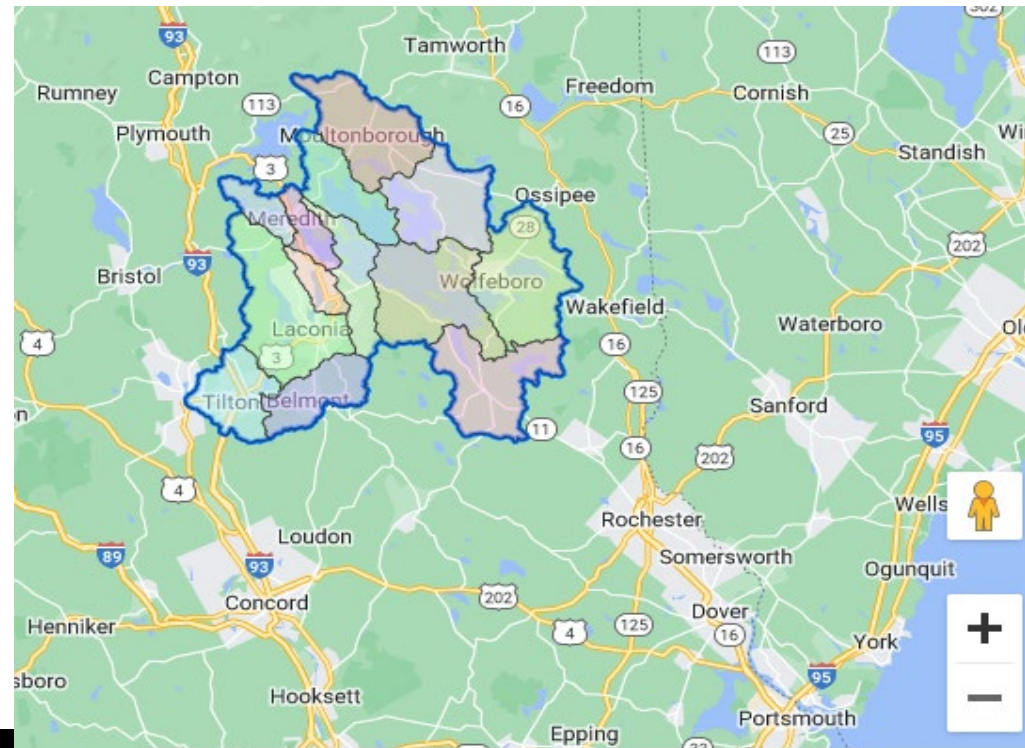 302
93
Tamworth
113
Campton
Freedom
Rumney
Cornish
113
16
Plymouth
Moultonborough
25
3
Standish
Ossipee
Meredith
28
202
93
Bristol
Wolfeboro
Wakefield
Waterboro
Laconia
4
16
3
125
Tilton
Belmont
Sanford
11
16
202
95
4
Wells
Rochester
Loudon
89
93
Somersworth
Ogunquit
202
Concord
Dover
Henniker
4
125
16
York
+
sboro
95
Hooksett
−
Portsmouth
Epping